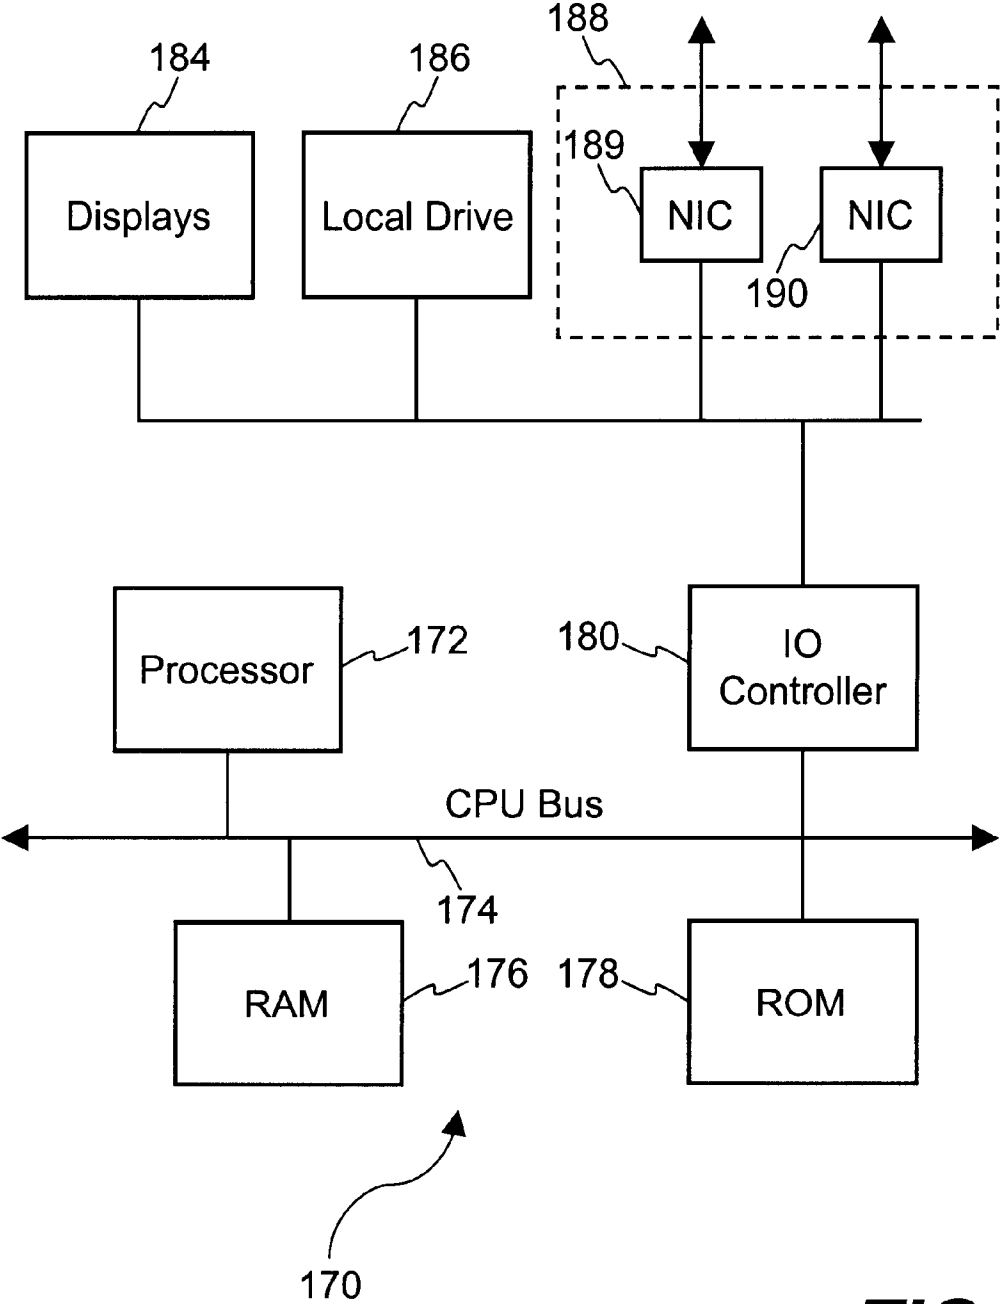 188
184
186
189
Displays
Local Drive
NIC
NIC
190
172
180
Processor
IO
Controller
CPU Bus
174
176
178
RAM
ROM
170